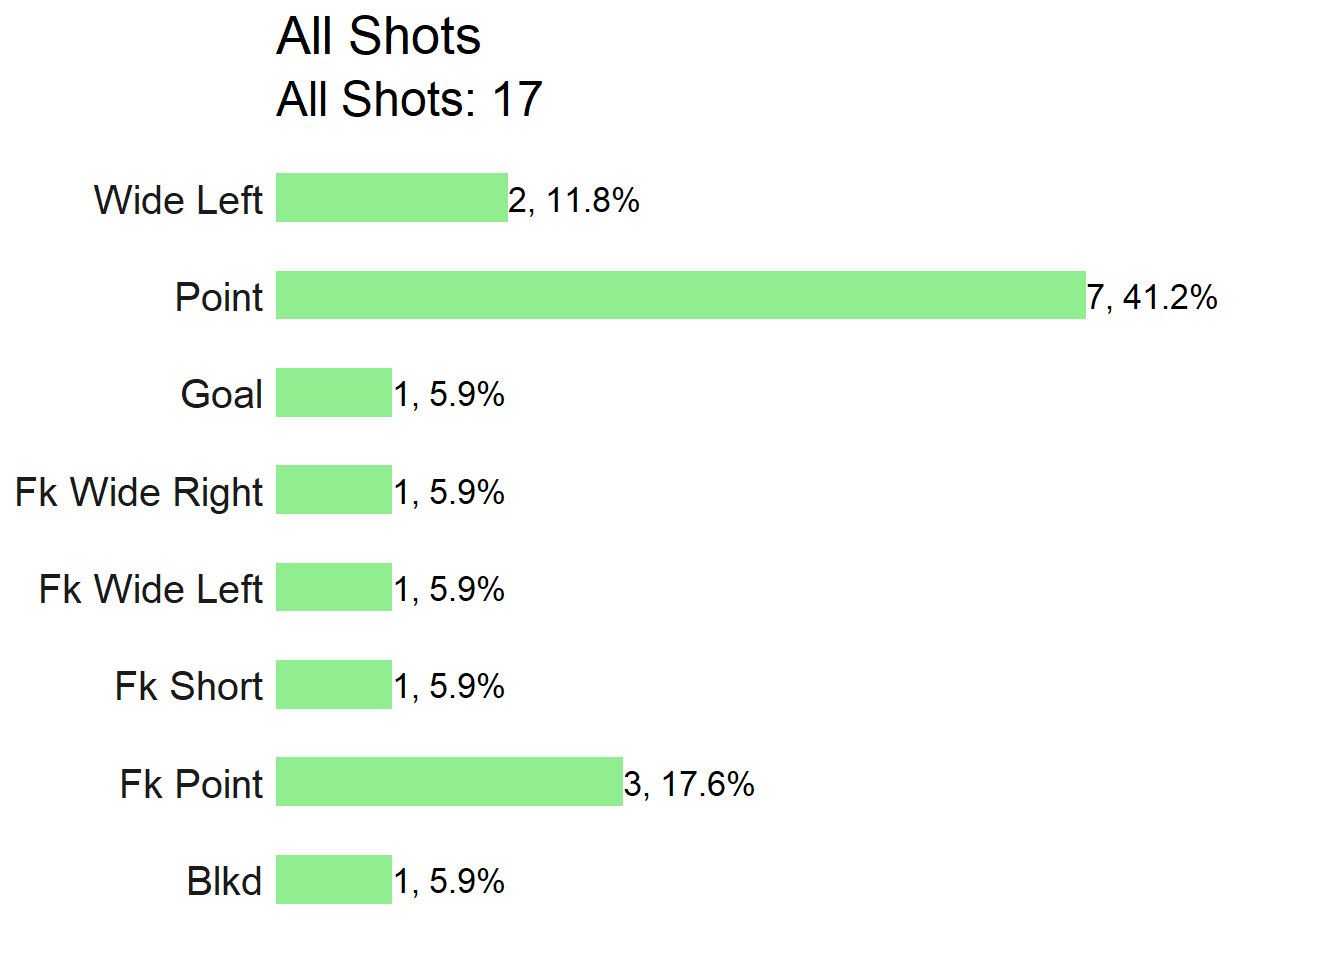 All Shots
All Shots: 17
Wide Left 2, 11.8%
Point 7, 41.2%
Goal 1, 5.9%
Fk Wide Right 1, 5.9%
Fk Wide Left 1, 5.9%
Fk Short 1, 5.9%
Fk Point 3, 17.6%
Blkd 1, 5.9%